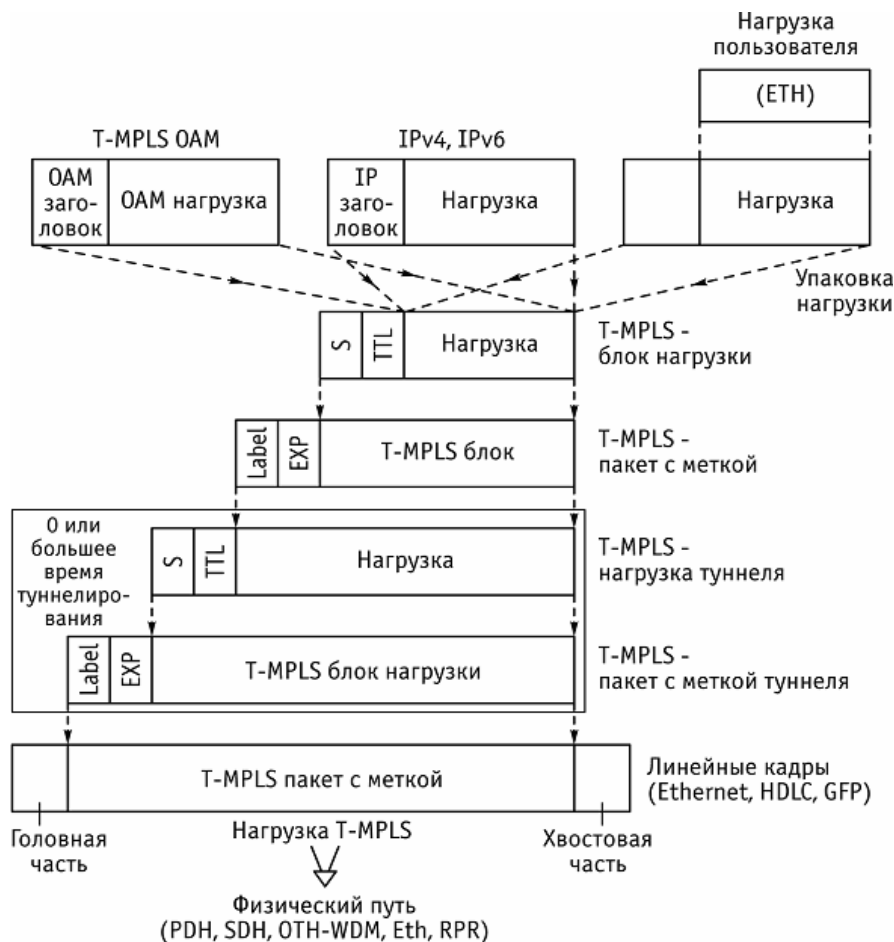 Нагрузка
пользователя
(ETH)
T-MPLS OAM
IPv4, IPv6
OAM
заго-
ловок
OAM нагрузка
IP
заго-
ловок
Нагрузка
Нагрузка
Упаковка
нагрузки
S
TTL
Нагрузка
T-MPLS -
блок нагрузки
Label
EXP
T-MPLS блок
T-MPLS -
пакет с меткой
0 или
большее
время
туннелиро-
вания
S
TTL
Нагрузка
T-MPLS -
нагрузка туннеля
Label
EXP
T-MPLS блок нагрузки
T-MPLS -
пакет с меткой туннеля
T-MPLS пакет с меткой
Линейные кадры
(Ethernet, HDLC, GFP)
Головная
часть
Нагрузка T-MPLS
Хвостовая
часть
Физический путь
(PDH, SDH, OTH-WDM, Eth, RPR)